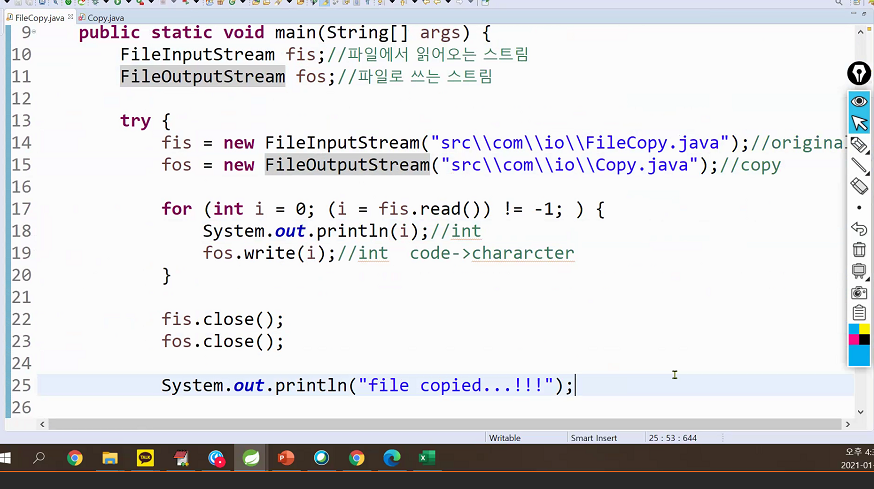 FileCopy.java Copy.java
9 public static void main(String[] args) {
10 FileInputStream fis;//파일에서 읽어오는 스트림
11 FileOutputStream fos;//파일로 쓰는 스트림
12
13 try {
14 fis = new FileInputStream("src\\com\\io\\FileCopy.java");//original
15 fos = new FileOutputStream("src\\com\\io\\Copy.java");//copy
16
17 for (int i = 0; (i = fis.read()) != -1; ) {
18 System.out.println(i);//int
19 fos.write(i);//int code->chararcter
20 }
21
22 fis.close();
23 fos.close();
24
25 System.out.println("file copied...!!!");
26
Writable Smart Insert 25 : 53 : 644
TALK
오후 4:3
2021-01-